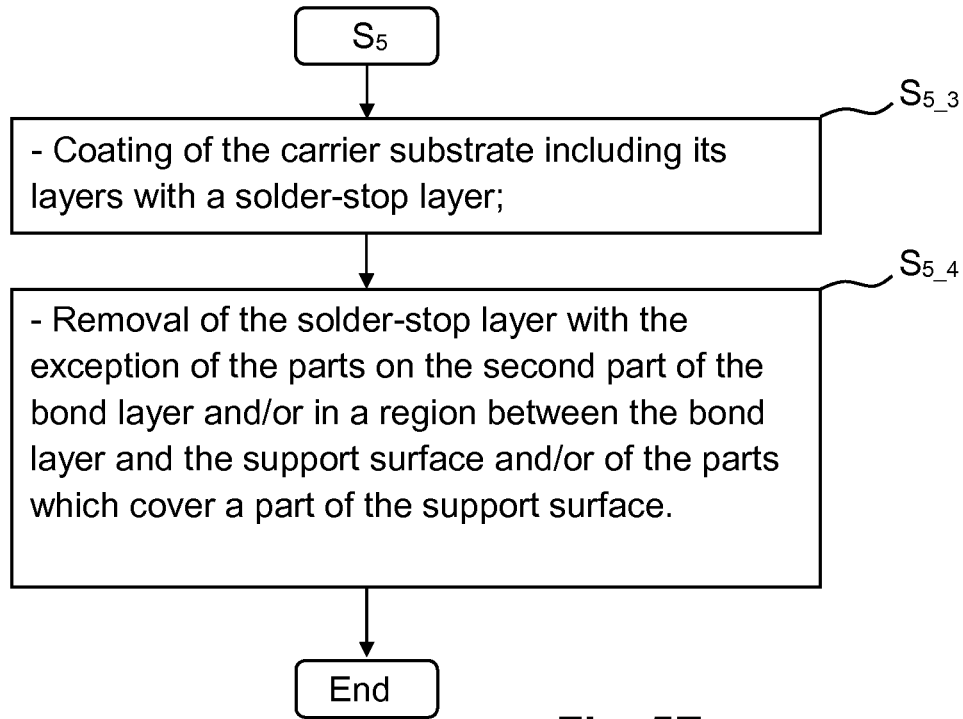 S5
S5_3
- Coating of the carrier substrate including its
layers with a solder-stop layer;
S5_4
- Removal of the solder-stop layer with the
exception of the parts on the second part of the
bond layer and/or in a region between the bond
layer and the support surface and/or of the parts
which cover a part of the support surface.
End